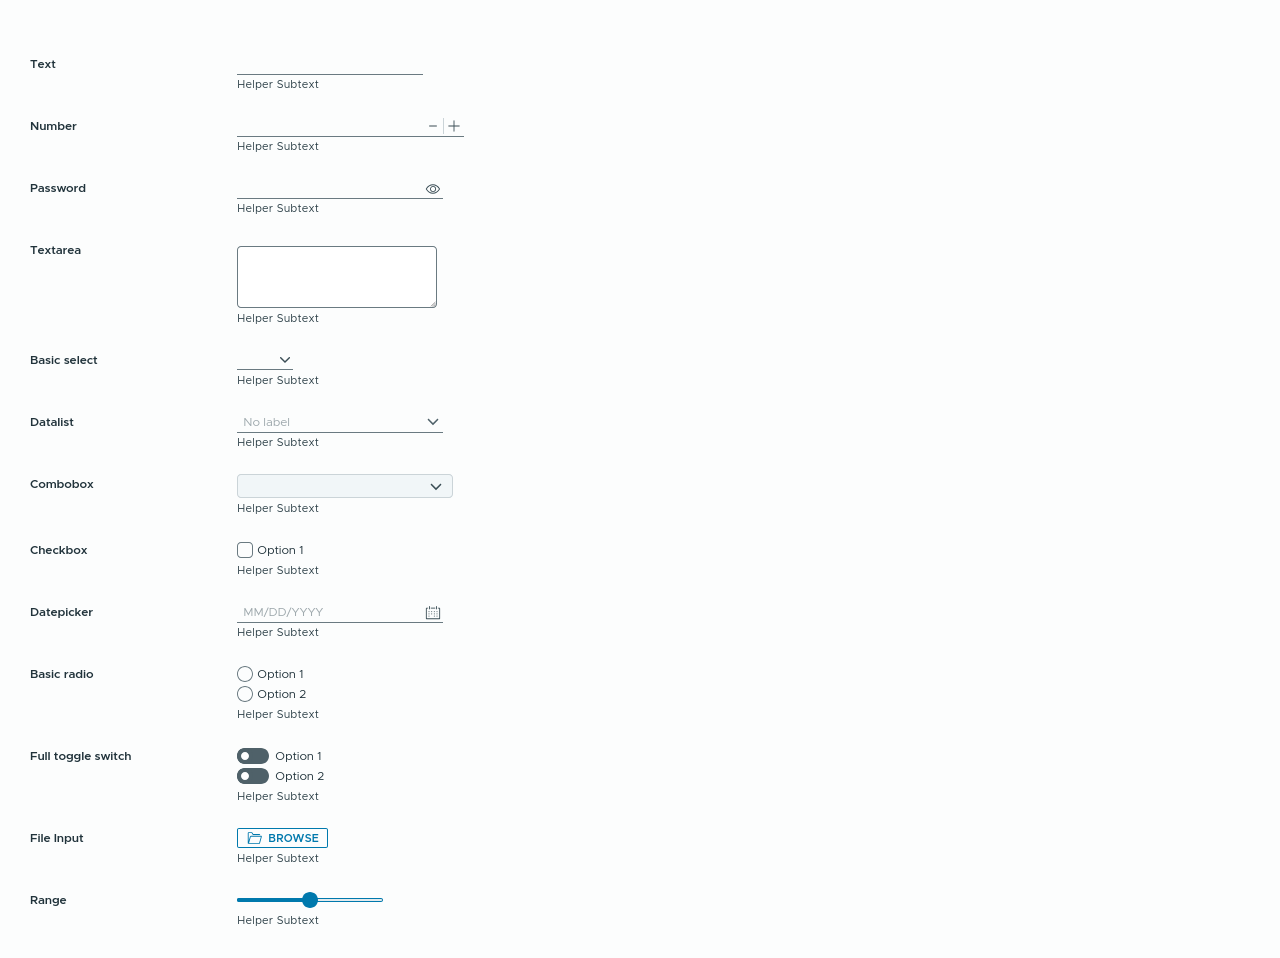 Text
Helper Subtext
Number
Helper Subtext
Password
Helper Subtext
Textarea
Helper Subtext
Basic select
Helper Subtext
Datalist
No label
Helper Subtext
Combobox
Helper Subtext
Checkbox
Option 1
Helper Subtext
Datepicker
MM/DD/YYYY
Helper Subtext
Basic radio
Option 1
Option 2
Helper Subtext
Full toggle switch
Option 1
Option 2
Helper Subtext
File Input
BROWSE
Helper Subtext
Range
Helper Subtext